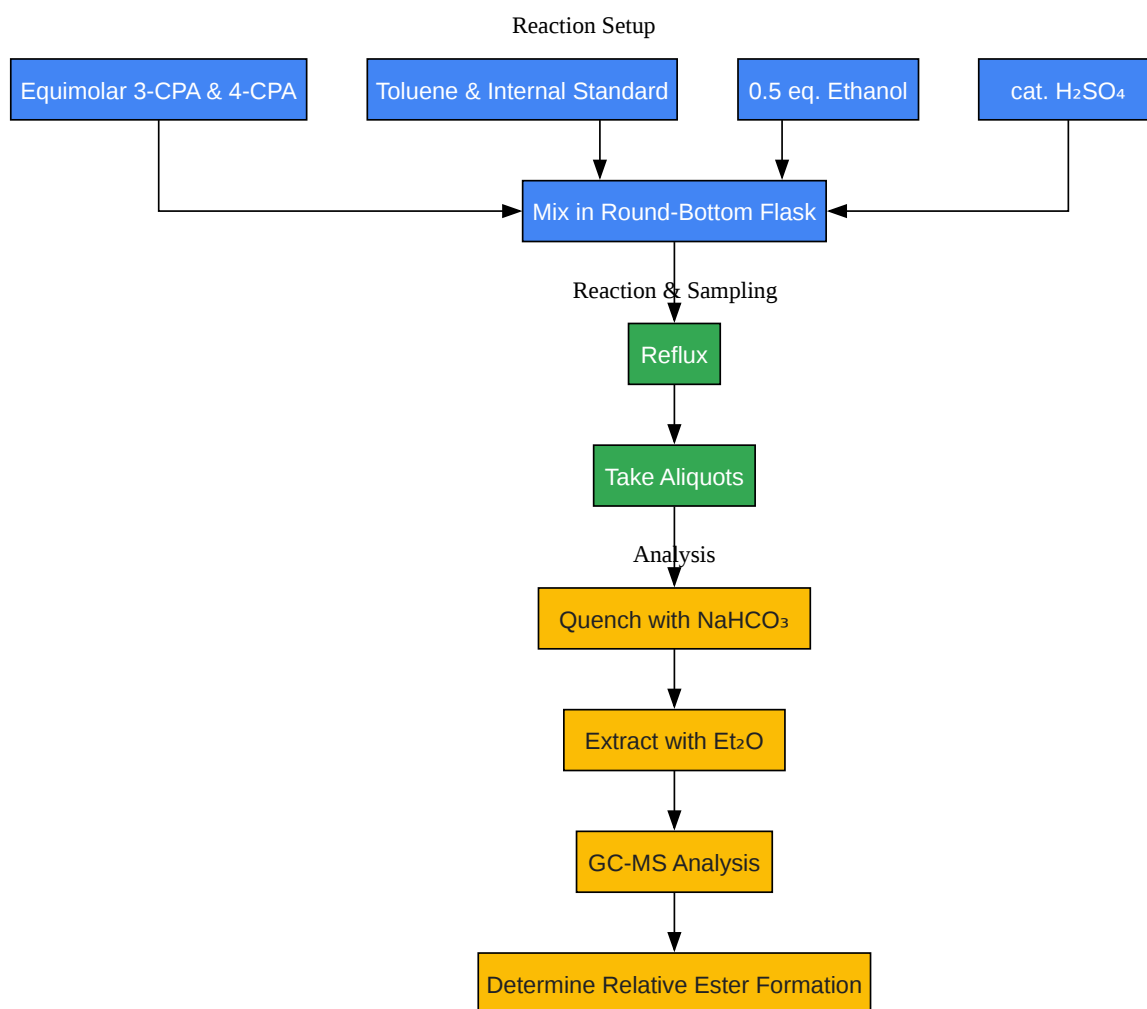 Reaction Setup
Equimolar 3-CPA & 4-CPA
Toluene & Internal Standard
0.5 eq. Ethanol
cat. H₂SO₄
Mix in Round-Bottom Flask
Reaction & Sampling
Reflux
Take Aliquots
Analysis
Quench with NaHCO₃
Extract with Et₂O
GC-MS Analysis
Determine Relative Ester Formation